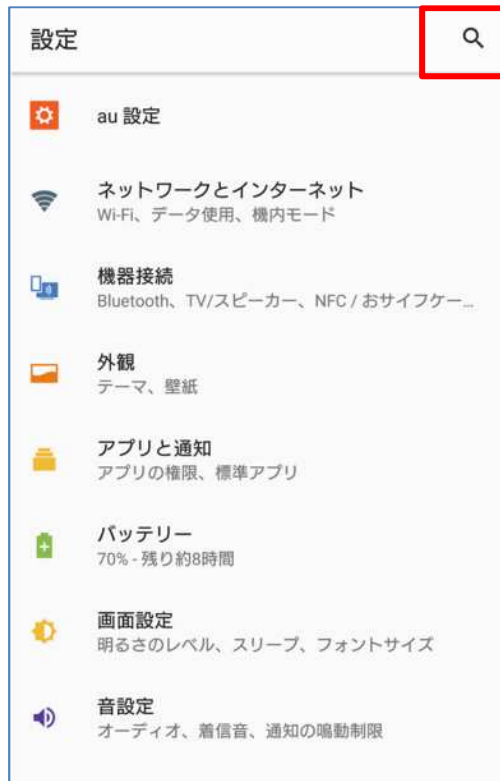 設定
au 設定
ネットワークとインターネット
Wi-Fi、データ使用、機内モード
機器接続
Bluetooth、TV/スピーカー、NFC / おサイフケー...
外観
テーマ、壁紙
アプリと通知
アプリの権限、標準アプリ
バッテリー
70% - 残り約8時間
画面設定
明るさのレベル、スリープ、フォントサイズ
音設定
オーディオ、着信音、通知の鳴動制限